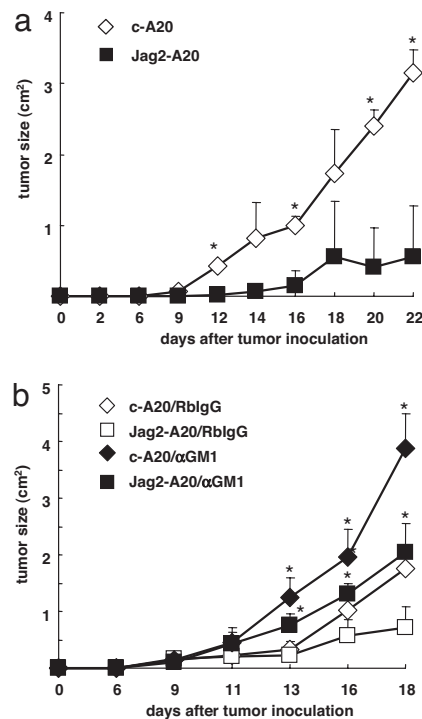 a
c-A20
Jag2-A20
tumor size (cm²)
4
3
2
1
*
*
*
*
0 2 6 9 12 14 16 18 20 22
days after tumor inoculation
b
c-A20/RbIgG
Jag2-A20/RbIgG
c-A20/αGM1
Jag2-A20/αGM1
tumor size (cm²)
5
4
3
2
1
*
*
*
*
*
*
0 6 9 11 13 16 18
days after tumor inoculation